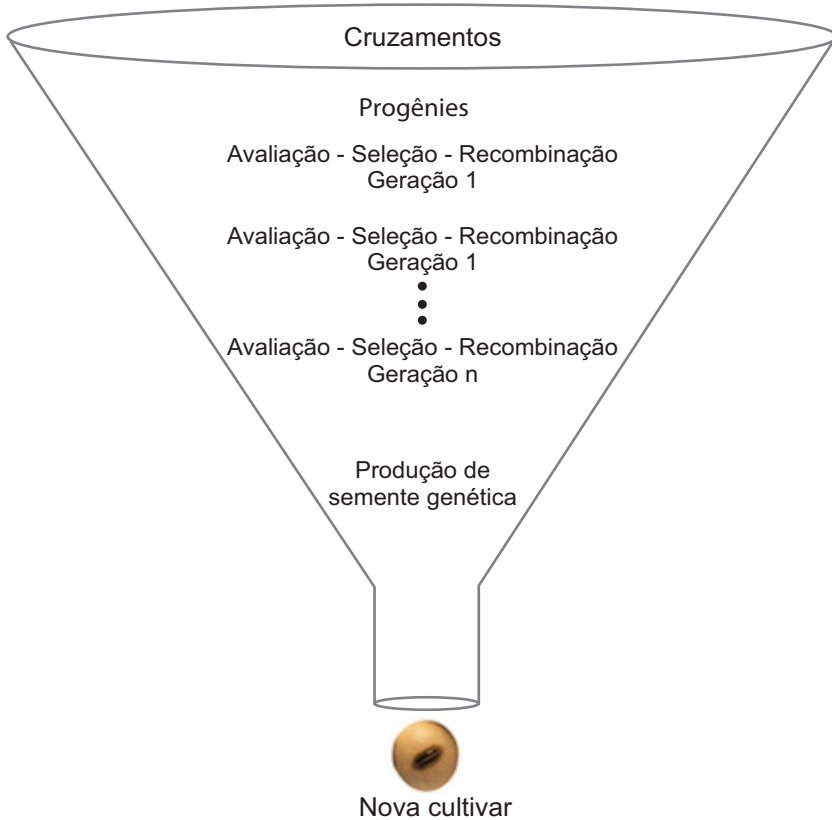 Cruzamentos
Progênies
Avaliação - Seleção - Recombinação
Geração 1
Avaliação - Seleção - Recombinação
Geração 1
Avaliação - Seleção - Recombinação
Geração n
Produção de
semente genética
Nova cultivar